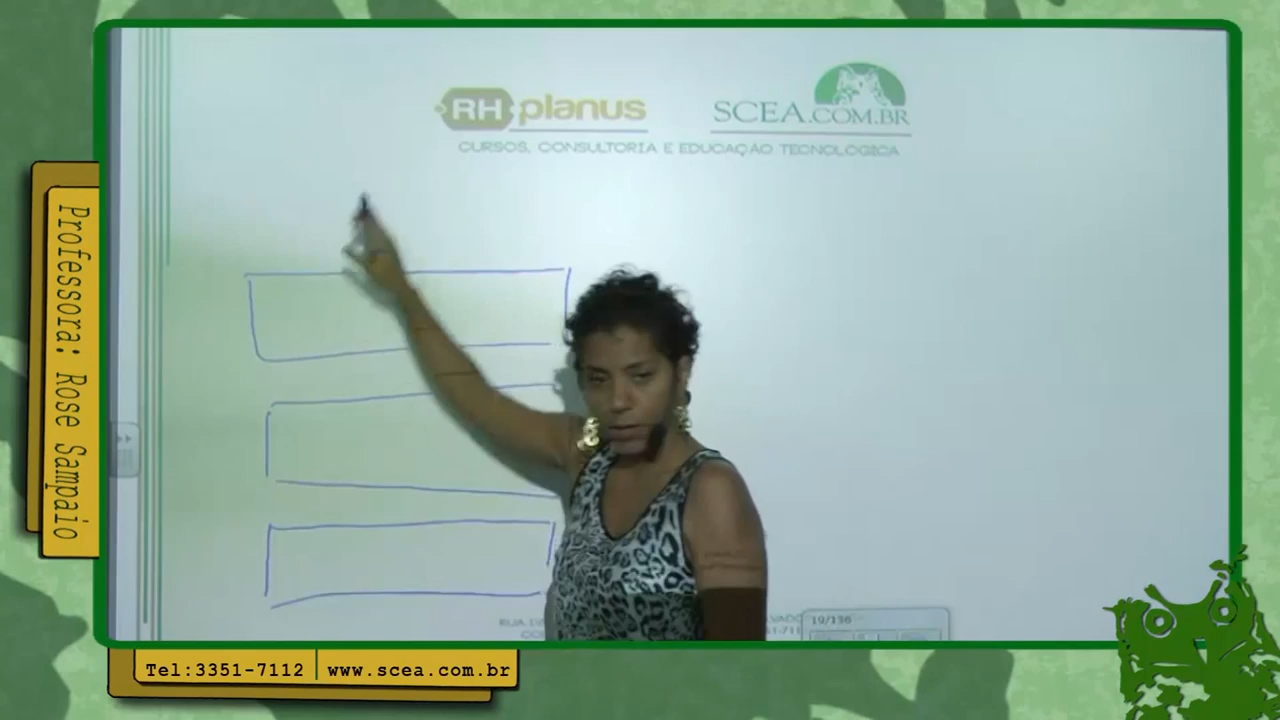 RH planus
SCEA.COM.BR
CURSOS, CONSULTORIA E EDUCAÇÃO TECNOLÓGICA
Professora: Rose Sampaio
19/136
Tel:3351-7112 www.scea.com.br